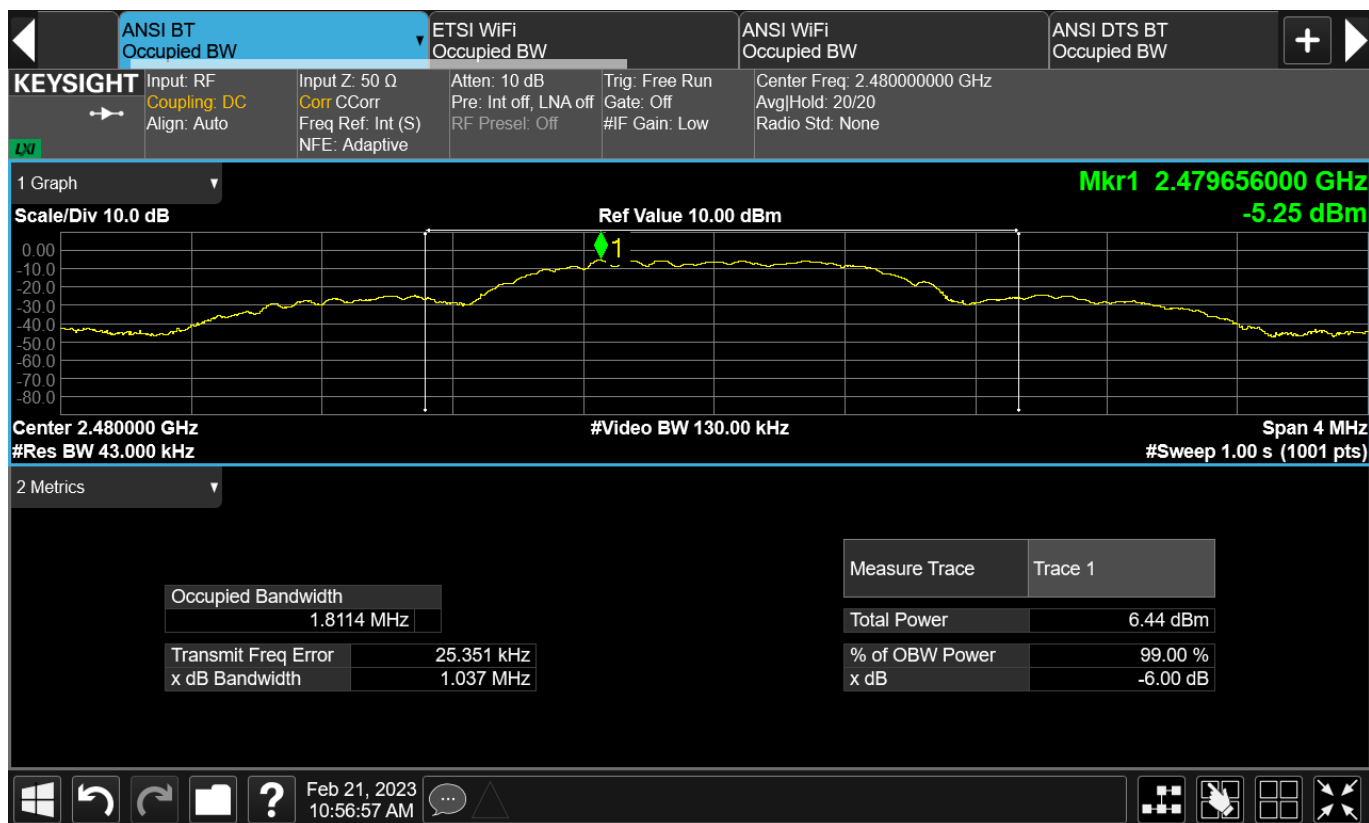 ANSI BT
Occupied BW
ETSI WiFi
Occupied BW
ANSI WiFi
Occupied BW
ANSI DTS BT
Occupied BW
+
KEYSIGHT
LXI
Input: RF
Coupling: DC
Align: Auto
Input Z: 50 Ω
Corr CCorr
Freq Ref: Int (S)
NFE: Adaptive
Atten: 10 dB
Pre: Int off, LNA off
RF Presel: Off
Trig: Free Run
Gate: Off
#IF Gain: Low
Center Freq: 2.480000000 GHz
Avg|Hold: 20/20
Radio Std: None
1 Graph
Mkr1 2.479656000 GHz
-5.25 dBm
Scale/Div 10.0 dB
Ref Value 10.00 dBm
1
0.00
-10.0
-20.0
-30.0
-40.0
-50.0
-60.0
-70.0
-80.0
Center 2.480000 GHz
#Video BW 130.00 kHz
Span 4 MHz
#Res BW 43.000 kHz
#Sweep 1.00 s (1001 pts)
2 Metrics
Measure Trace Trace 1
Occupied Bandwidth
1.8114 MHz
Total Power 6.44 dBm
Transmit Freq Error 25.351 kHz
% of OBW Power 99.00 %
x dB Bandwidth 1.037 MHz
x dB -6.00 dB
?
Feb 21, 2023
10:56:57 AM